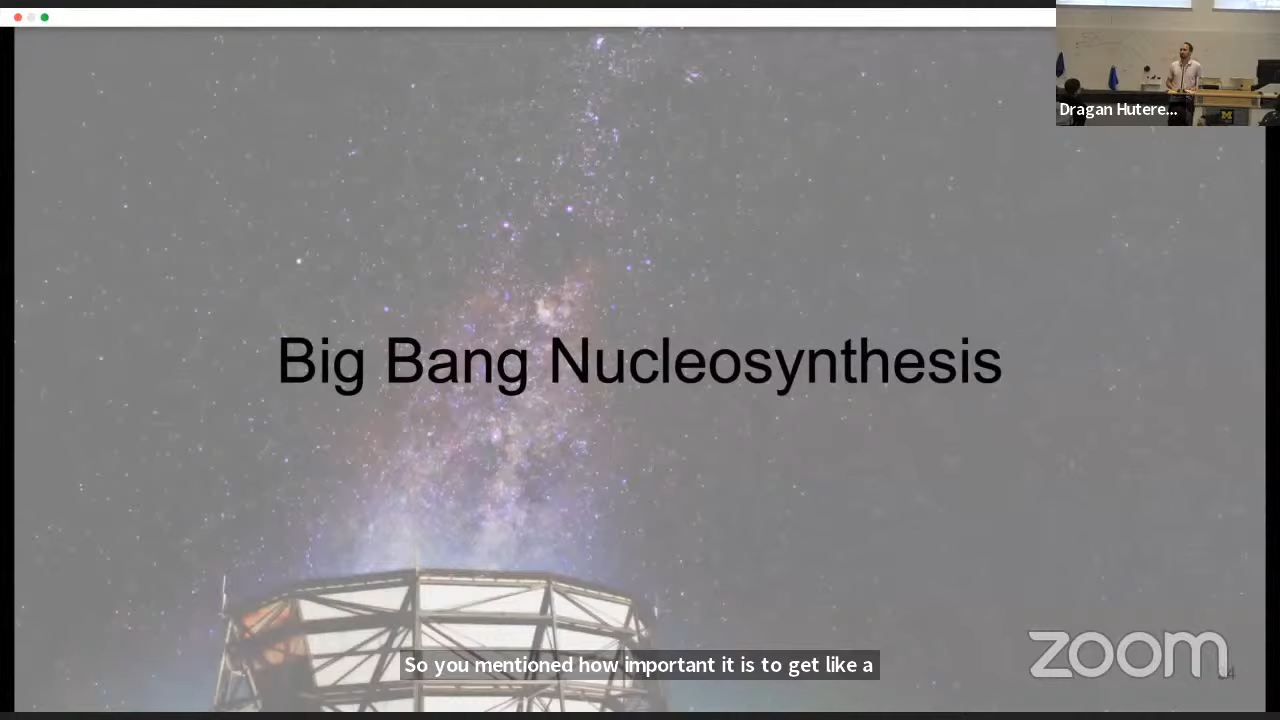 Dragan Hutere...
Big Bang Nucleosynthesis
So you mentioned how important it is to get like a
zoom